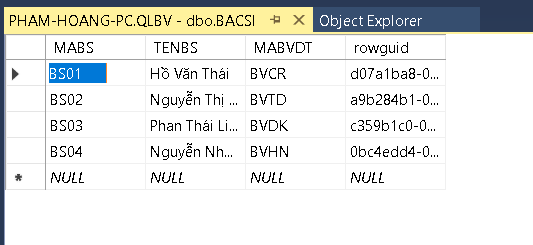 PHAM-HOANG-PC.QLBV - dbo.BACSI Object Explorer
MABS TENBS MABVDT rowguid
BS01 Hồ Văn Thái BVCR d07a1ba8-0...
BS02 Nguyễn Thị ... BVTD a9b284b1-0...
BS03 Phan Thái Li... BVDK c359b1c0-0...
BS04 Nguyễn Nh... BVHN 0bc4edd4-0...
NULL NULL NULL NULL